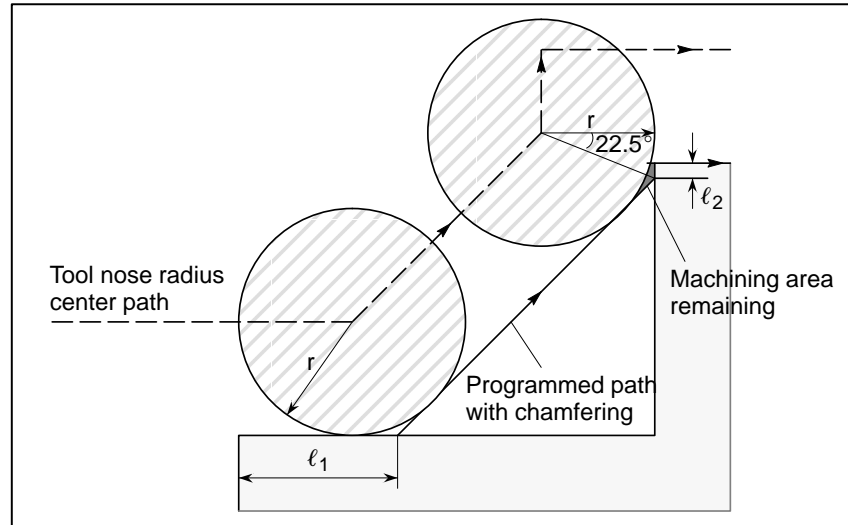 r
22.5°
ℓ2
Tool nose radius
center path
Machining area
remaining
r
Programmed path
with chamfering
ℓ1